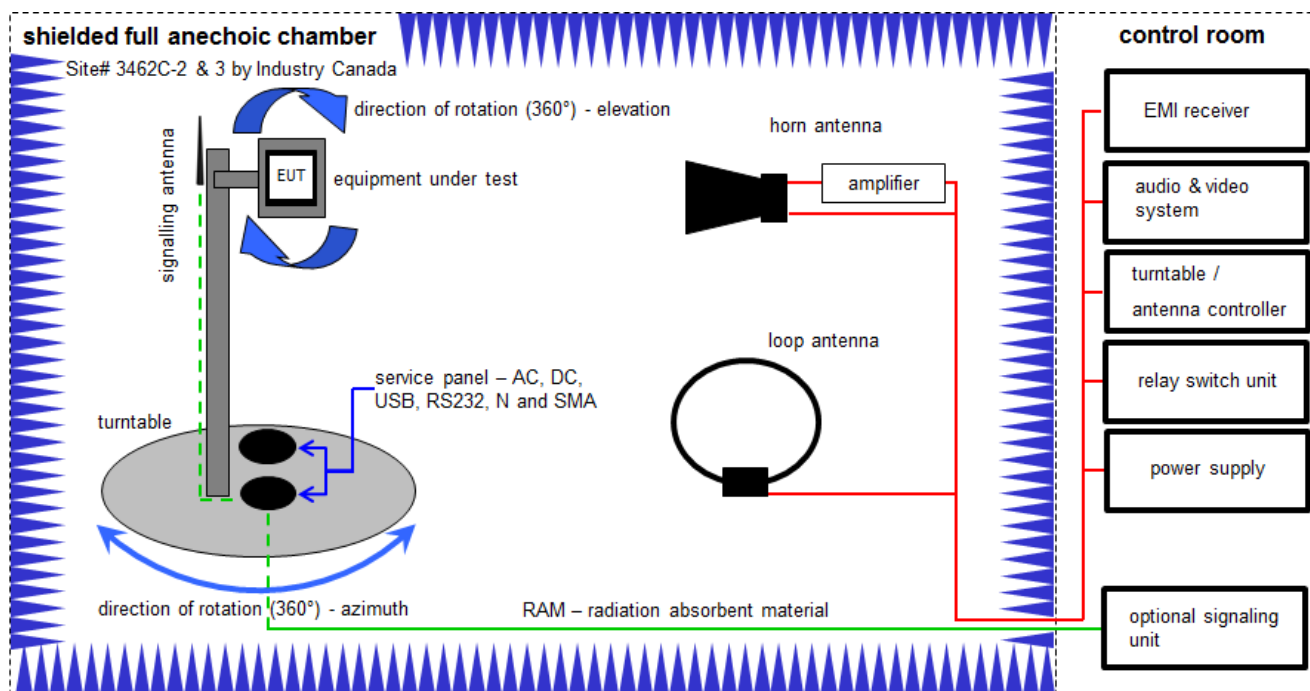 shielded full anechoic chamber
Site# 3462C-2 & 3 by Industry Canada
direction of rotation (360°) - elevation
signalling antenna
EUT
equipment under test
horn antenna
amplifier
loop antenna
service panel – AC, DC,
USB, RS232, N and SMA
turntable
direction of rotation (360°) - azimuth
RAM – radiation absorbent material
control room
EMI receiver
audio & video
system
turntable /
antenna controller
relay switch unit
power supply
optional signaling
unit